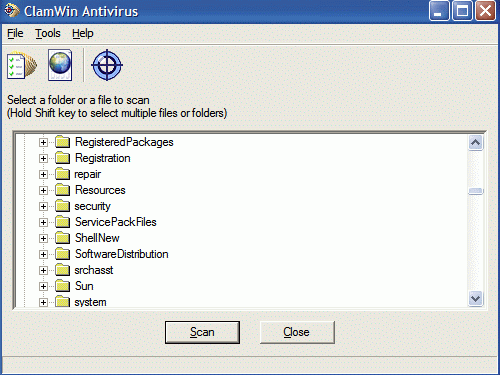 ClamWin Antivirus
File Tools Help
Select a folder or a file to scan
(Hold Shift key to select multiple files or folders)
RegisteredPackages
Registration
repair
Resources
security
ServicePackFiles
ShellNew
SoftwareDistribution
srchasst
Sun
system
Scan Close